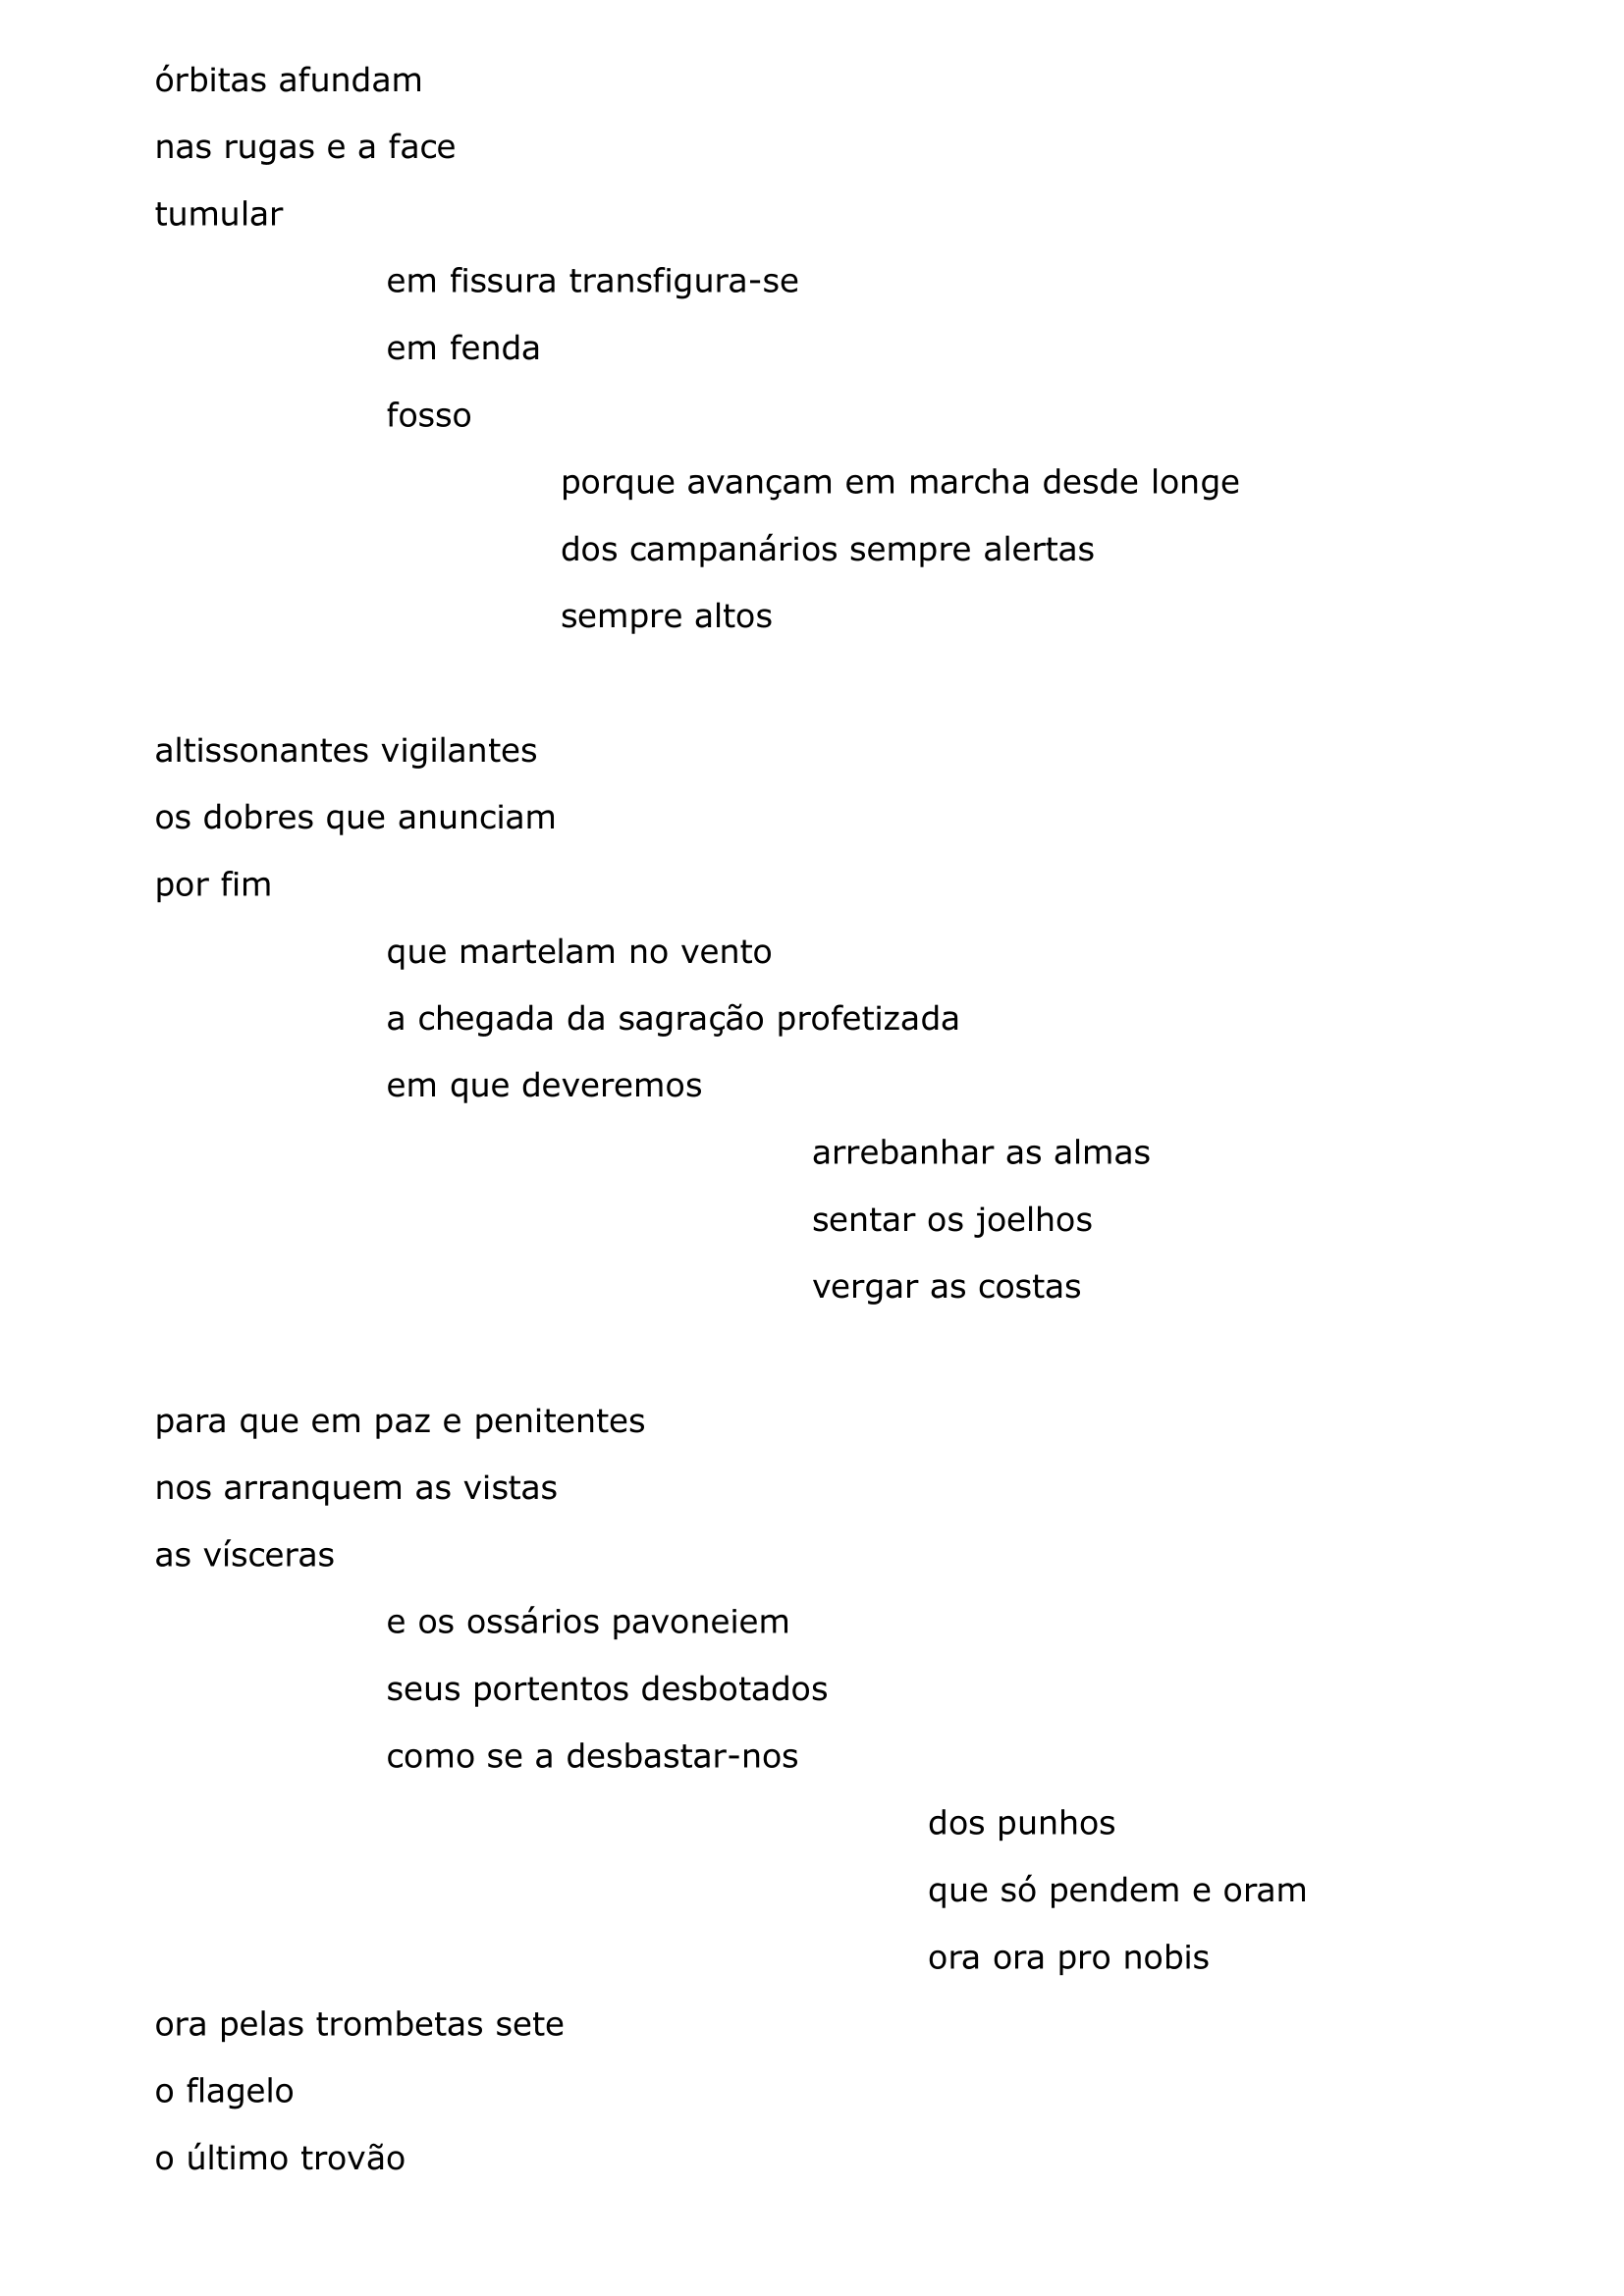 órbitas afundam
nas rugas e a face
tumular
em fissura transfigura-se
em fenda
fosso
porque avançam em marcha desde longe
dos campanários sempre alertas
sempre altos
altissonantes vigilantes
os dobres que anunciam
por fim
que martelam no vento
a chegada da sagração profetizada
em que deveremos
arrebanhar as almas
sentar os joelhos
vergar as costas
para que em paz e penitentes
nos arranquem as vistas
as vísceras
e os ossários pavoneiem
seus portentos desbotados
como se a desbastar-nos
dos punhos
que só pendem e oram
ora ora pro nobis
ora pelas trombetas sete
o flagelo
o último trovão